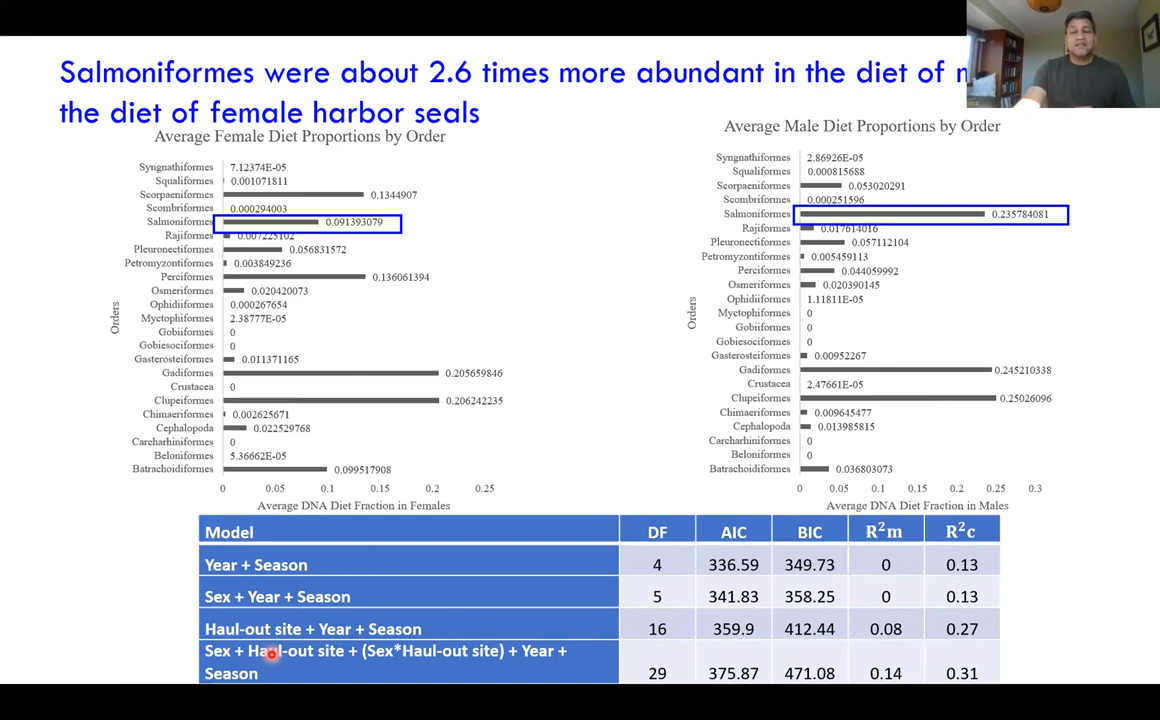 Salmoniformes were about 2.6 times more abundant in the diet of
the diet of female harbor seals
Average Female Diet Proportions by Order
Syngnathiformes 7.12374E-05
Squaliformes 0.001071811
Scorpaeniformes 0.1344907
Scombriformes 0.000294003
Salmoniformes 0.091393079
Rajiformes 0.007225102
Pleuronectiformes 0.056831572
Petromyzontiformes 0.003849236
Perciformes 0.136061394
Osmeriformes 0.020420073
Ophidiiformes 0.000267654
Myctophiformes 2.38777E-05
Gobiiformes 0
Gobiesociformes 0
Gasterosteiformes 0.011371165
Gadiformes 0.205659846
Crustacea 0
Clupeiformes 0.206242235
Chimaeriformes 0.002625671
Cephalopoda 0.022529768
Carcharhiniformes 0
Beloniformes 5.36662E-05
Batrachoidiformes 0.099517908
Orders
0 0.05 0.1 0.15 0.2 0.25
Average DNA Diet Fraction in Females
Average Male Diet Proportions by Order
Syngnathiformes 2.86926E-05
Squaliformes 0.000815688
Scorpaeniformes 0.053020291
Scombriformes 0.000251596
Salmoniformes 0.235784081
Rajiformes 0.017614016
Pleuronectiformes 0.057112104
Petromyzontiformes 0.005459113
Perciformes 0.044059992
Osmeriformes 0.020390145
Ophidiiformes 1.11811E-05
Myctophiformes 0
Gobiiformes 0
Gobiesociformes 0
Gasterosteiformes 0.00952267
Gadiformes 0.245210338
Crustacea 2.47661E-05
Clupeiformes 0.25026096
Chimaeriformes 0.009645477
Cephalopoda 0.013985815
Carcharhiniformes 0
Beloniformes 0
Batrachoidiformes 0.036803073
Orders
0 0.05 0.1 0.15 0.2 0.25 0.3
Average DNA Diet Fraction in Males
Model DF AIC BIC R²m R²c
Year + Season 4 336.59 349.73 0 0.13
Sex + Year + Season 5 341.83 358.25 0 0.13
Haul-out site + Year + Season 16 359.9 412.44 0.08 0.27
Sex + Haul-out site + (Sex*Haul-out site) + Year +
Season 29 375.87 471.08 0.14 0.31